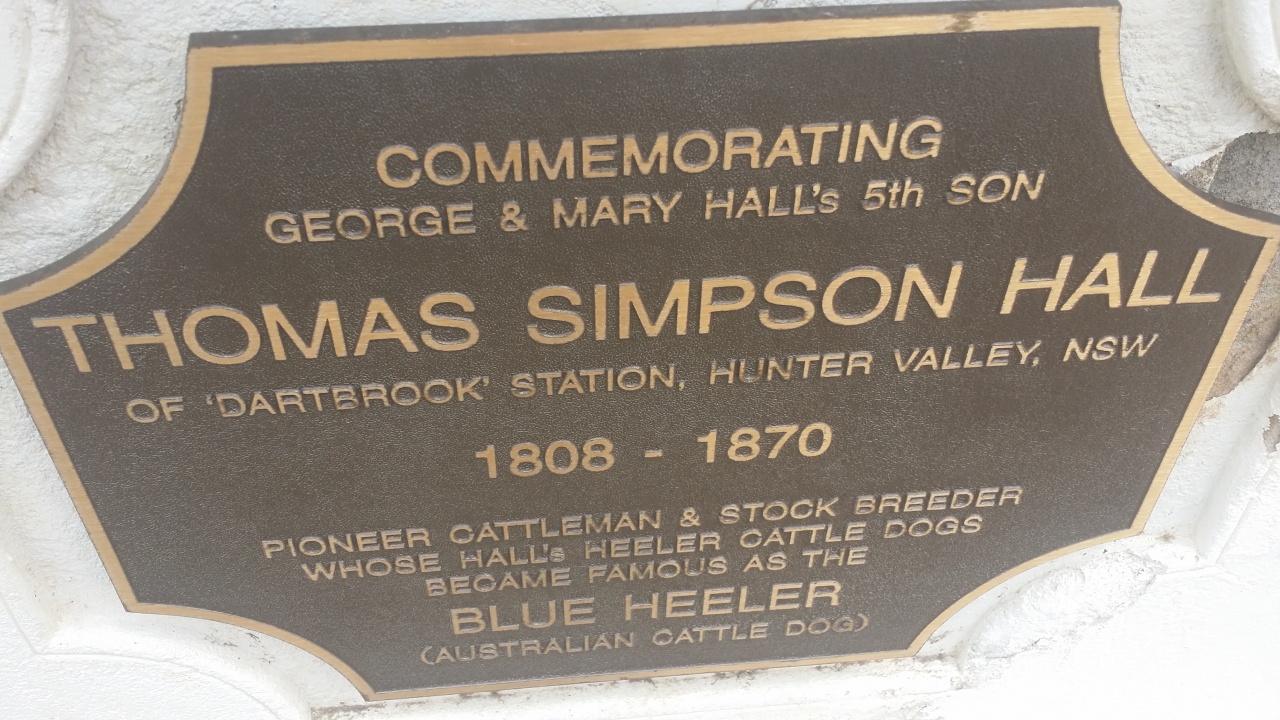 COMMEMORATING
GEORGE & MARY HALL's 5th SON
THOMAS SIMPSON HALL
OF 'DARTBROOK' STATION, HUNTER VALLEY, NSW
1808 - 1870
PIONEER CATTLEMAN & STOCK BREEDER
WHOSE HALL's HEELER CATTLE DOGS
BECAME FAMOUS AS THE
BLUE HEELER
(AUSTRALIAN CATTLE DOG)